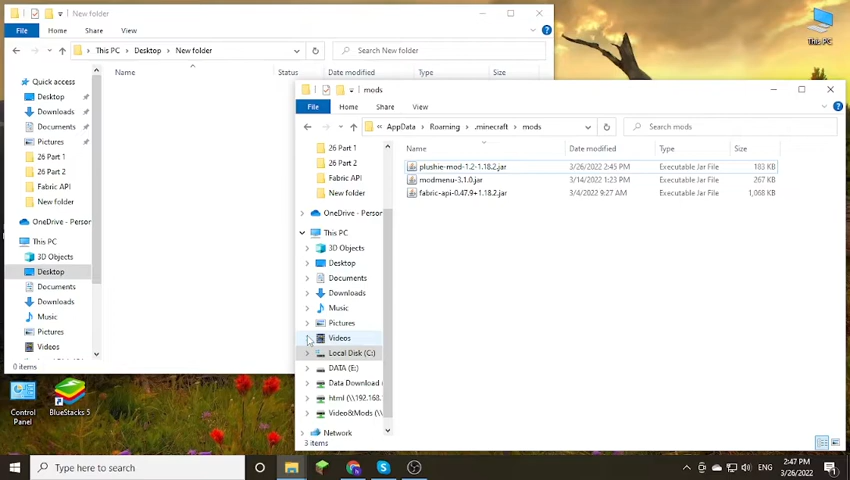 New folder
This PC
File Home Share View
This PC Desktop New folder
Search New folder
Name Status Date modified Type Size
Quick access
Desktop
Downloads
Documents
Pictures
26 Part 1
26 Part 2
Fabric API
New folder
OneDrive - Person
This PC
3D Objects
Desktop
Documents
Downloads
Music
Pictures
Videos
0 items
mods
File Home Share View
« AppData Roaming .minecraft mods
Search mods
Name Date modified Type Size
plushie-mod-1.2-1.18.2.jar 3/26/2022 2:45 PM Executable Jar File 183 KB
modmenu-3.1.0.jar 3/14/2022 1:23 PM Executable Jar File 267 KB
fabric-api-0.47.9+1.18.2.jar 3/4/2022 9:27 AM Executable Jar File 1,068 KB
26 Part 1
26 Part 2
Fabric API
New folder
OneDrive - Person
This PC
3D Objects
Desktop
Documents
Downloads
Music
Pictures
Videos
Local Disk (C:)
DATA (E:)
Data Download (
html (\\192.168.
Video&Mods (\\
Network
3 items
Control
Panel
BlueStacks 5
Type here to search
ENG
2:47 PM
3/26/2022
1